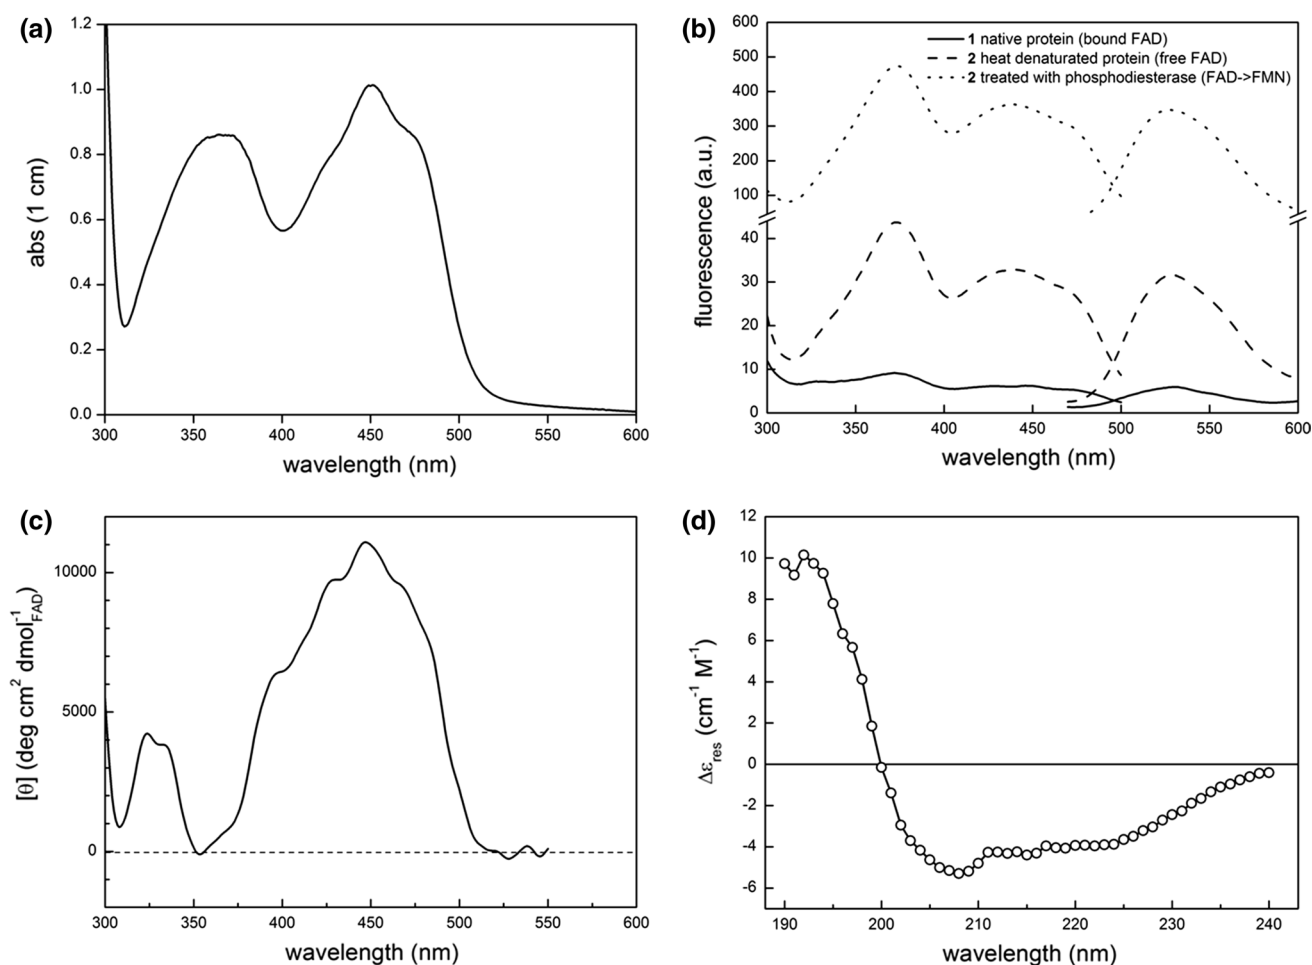 (a)
1.2
1.0
0.8
0.6
0.4
0.2
0.0
abs (1 cm)
300 350 400 450 500 550 600
wavelength (nm)
(b)
600
500
400
300
200
100
40
30
20
10
0
fluorescence (a.u.)
1 native protein (bound FAD)
2 heat denaturated protein (free FAD)
2 treated with phosphodiesterase (FAD->FMN)
300 350 400 450 500 550 600
wavelength (nm)
(c)
10000
5000
0
[θ] (deg cm² dmol⁻¹FAD)
300 350 400 450 500 550 600
wavelength (nm)
(d)
12
10
8
6
4
2
0
-2
-4
-6
Δεres (cm⁻¹ M⁻¹)
190 200 210 220 230 240
wavelength (nm)